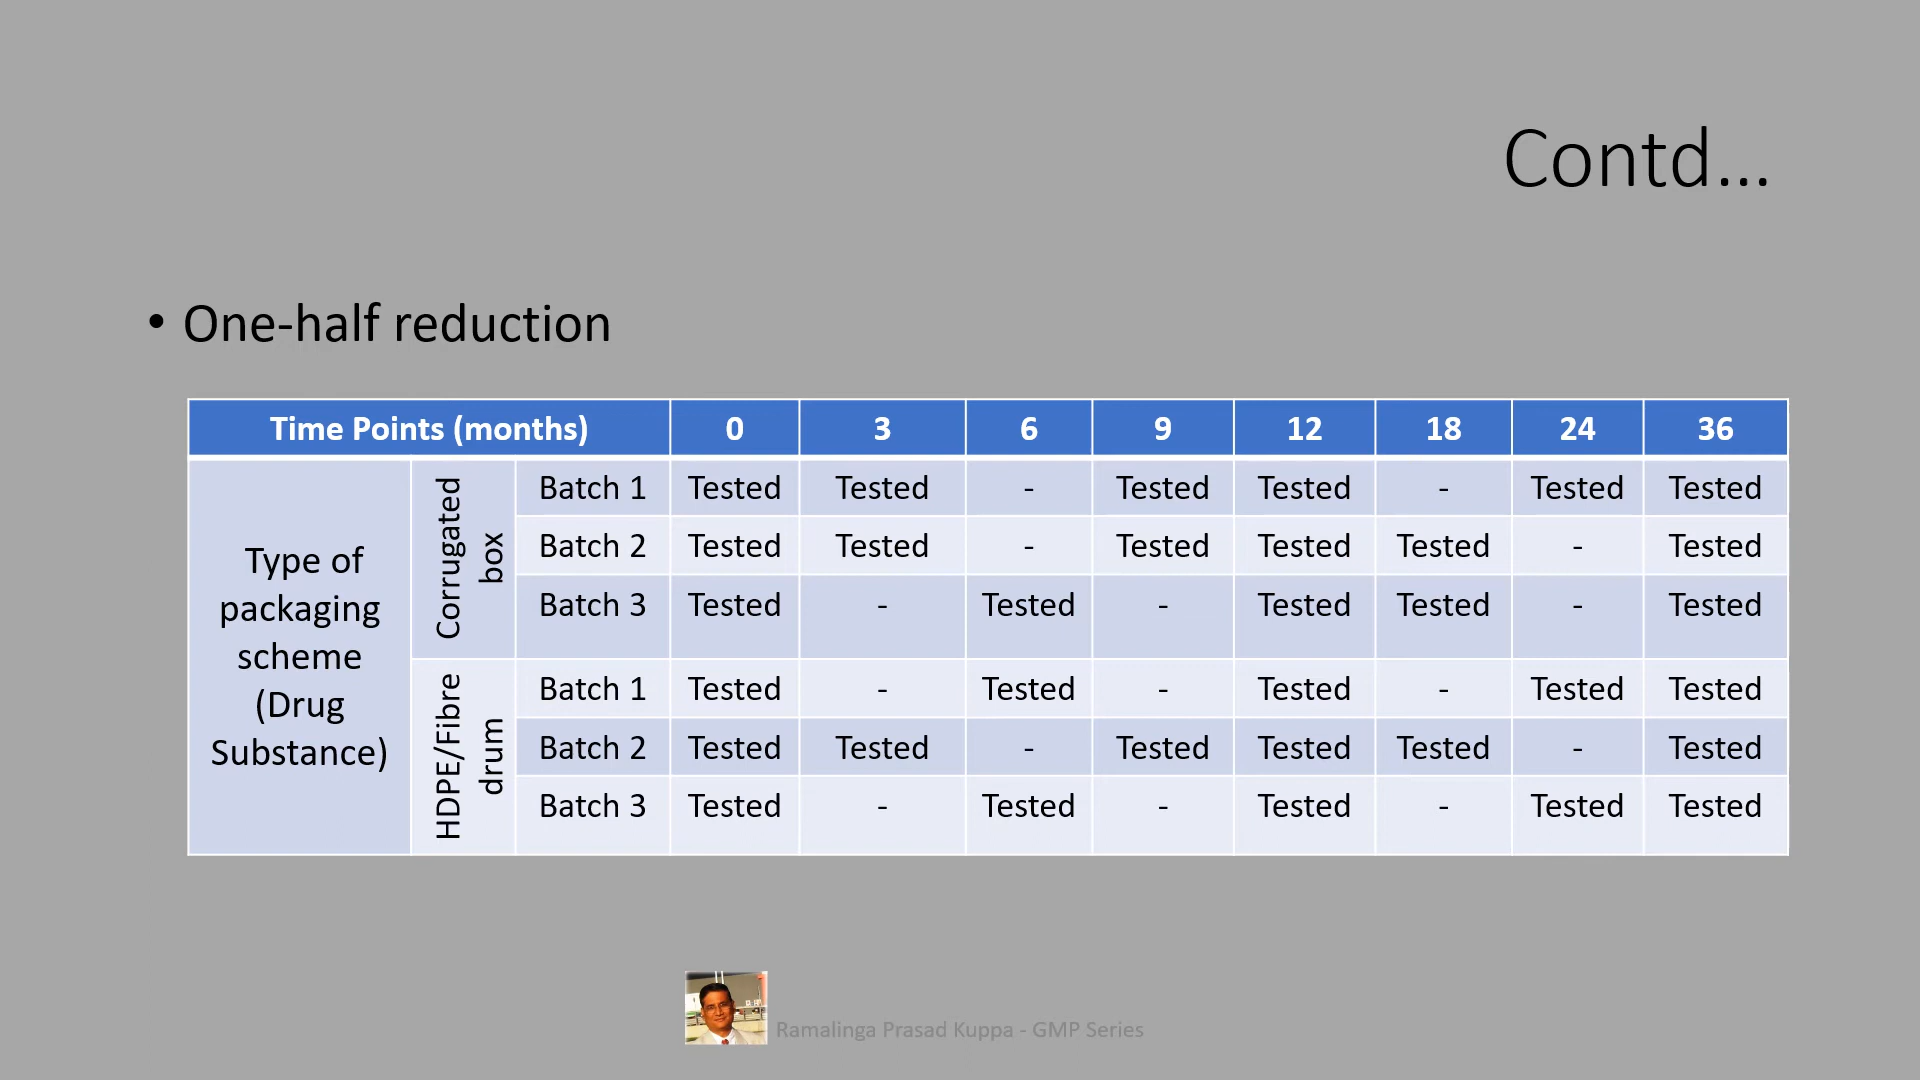 Contd...
• One-half reduction
Time Points (months) 0 3 6 9 12 18 24 36
Type of packaging scheme (Drug Substance)
Corrugated box
Batch 1 Tested Tested - Tested Tested - Tested Tested
Batch 2 Tested Tested - Tested Tested Tested - Tested
Batch 3 Tested - Tested - Tested Tested - Tested
HDPE/Fibre drum
Batch 1 Tested - Tested - Tested - Tested Tested
Batch 2 Tested Tested - Tested Tested Tested - Tested
Batch 3 Tested - Tested - Tested - Tested Tested
Ramalinga Prasad Kuppa - GMP Series